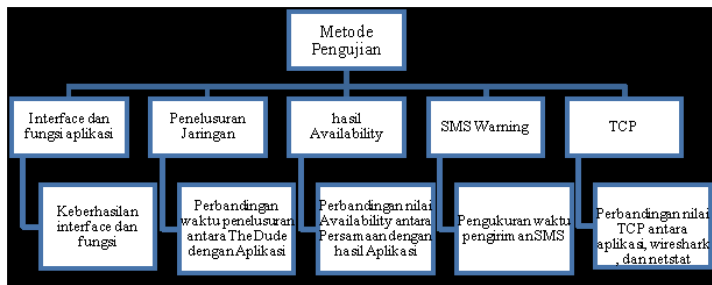 Metode
Pengujian
Interface dan
fungsi aplikasi
Penelusuran
Jaringan
hasil
Availability
SMS Warning
TCP
Keberhasilan
interface dan
fungsi
Perbandingan
waktu penelusuran
antara The Dude
dengan Aplikasi
Perbandingan nilai
Availability antara
Persamaan dengan
hasil Aplikasi
Pengukuran waktu
pengiriman SMS
Perbandingan nilai
TCP antara
aplikasi, wireshark
, dan netstat